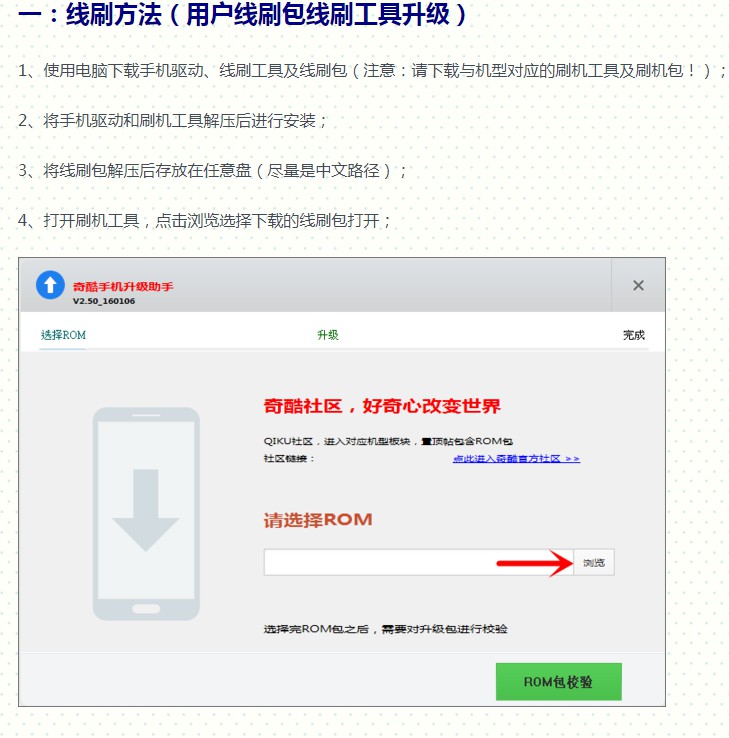 一：线刷方法（用户线刷包线刷工具升级）
1、使用电脑下载手机驱动、线刷工具及线刷包（注意：请下载与机型对应的刷机工具及刷机包！）；
2、将手机驱动和刷机工具解压后进行安装；
3、将线刷包解压后存放在任意盘（尽量是中文路径）；
4、打开刷机工具，点击浏览选择下载的线刷包打开；
奇酷手机升级助手
V2.50_160106
选择ROM 升级 完成
奇酷社区，好奇心改变世界
QIKU社区，进入对应机型板块，置顶帖包含ROM包
社区链接： 点此进入奇酷官方社区 >>
请选择ROM
浏览
选择完ROM包之后，需要对升级包进行校验
ROM包校验